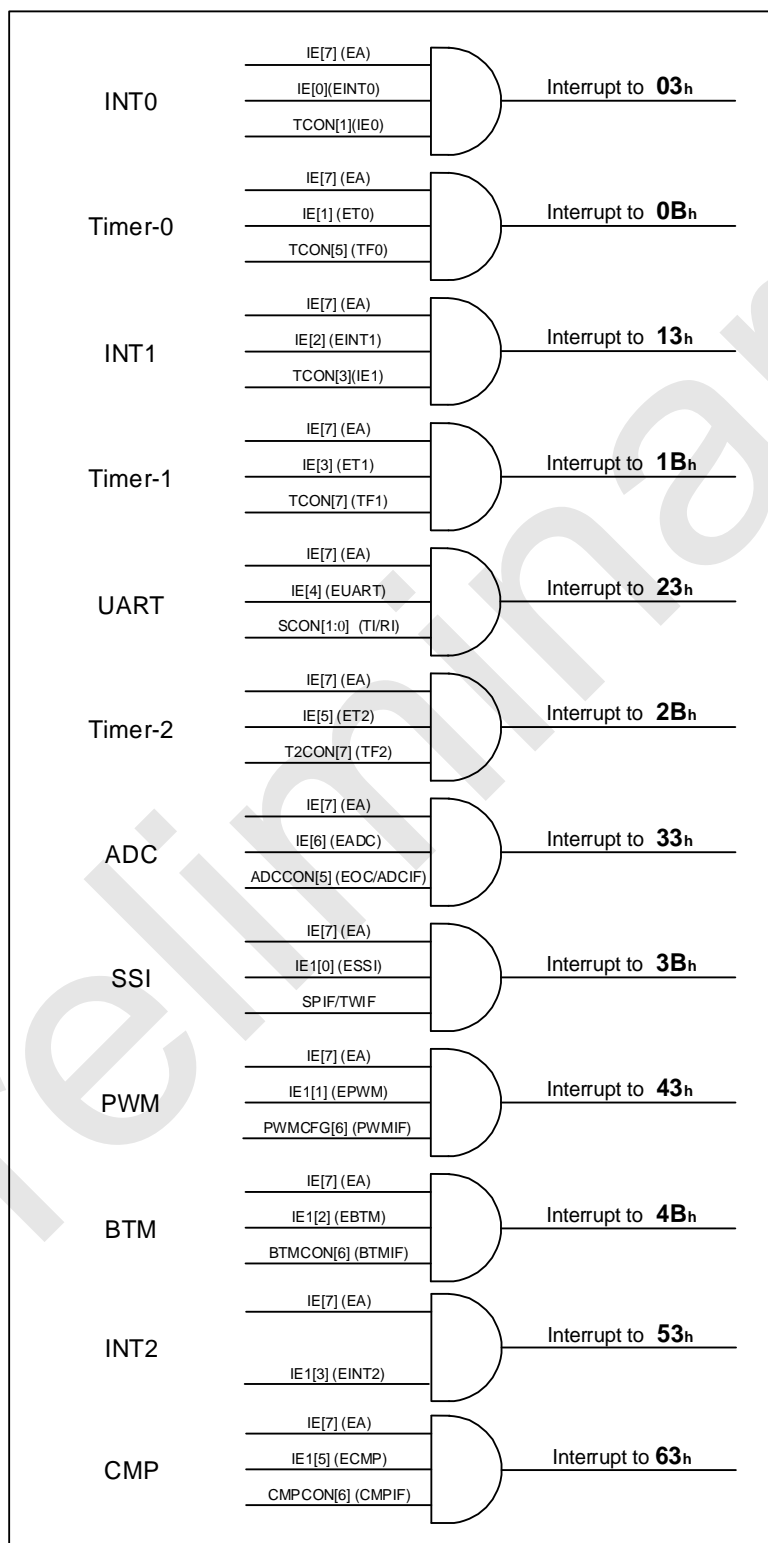 IE[7] (EA)
INT0 IE[0](EINT0) Interrupt to 03h
TCON[1](IE0)
IE[7] (EA)
Timer-0 IE[1] (ET0) Interrupt to 0Bh
TCON[5] (TF0)
IE[7] (EA)
INT1 IE[2] (EINT1) Interrupt to 13h
TCON[3](IE1)
IE[7] (EA)
Timer-1 IE[3] (ET1) Interrupt to 1Bh
TCON[7] (TF1)
IE[7] (EA)
UART IE[4] (EUART) Interrupt to 23h
SCON[1:0] (TI/RI)
IE[7] (EA)
Timer-2 IE[5] (ET2) Interrupt to 2Bh
T2CON[7] (TF2)
IE[7] (EA)
ADC IE[6] (EADC) Interrupt to 33h
ADCCON[5] (EOC/ADCIF)
IE[7] (EA)
SSI IE1[0] (ESSI) Interrupt to 3Bh
SPIF/TWIF
IE[7] (EA)
PWM IE1[1] (EPWM) Interrupt to 43h
PWMCFG[6] (PWMIF)
IE[7] (EA)
BTM IE1[2] (EBTM) Interrupt to 4Bh
BTMCON[6] (BTMIF)
IE[7] (EA)
INT2 Interrupt to 53h
IE1[3] (EINT2)
IE[7] (EA)
CMP IE1[5] (ECMP) Interrupt to 63h
CMPCON[6] (CMPIF)